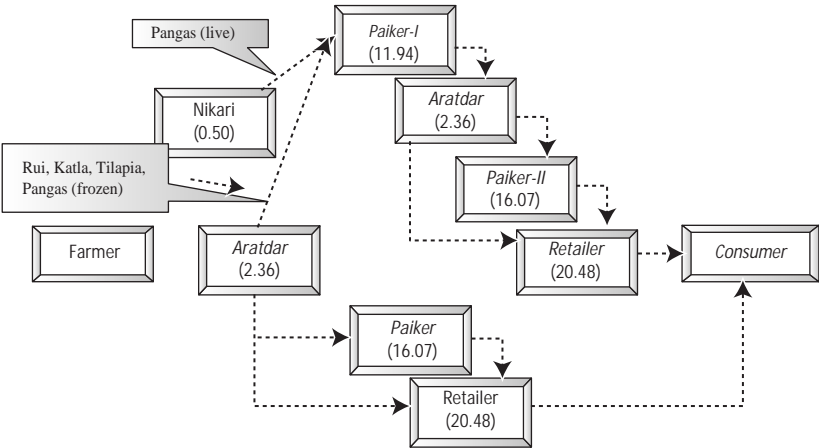 Pangas (live)
Paiker-I
(11.94)
Nikari
(0.50)
Aratdar
(2.36)
Rui, Katla, Tilapia,
Pangas (frozen)
Paiker-II
(16.07)
Farmer
Aratdar
(2.36)
Retailer
(20.48)
Consumer
Paiker
(16.07)
Retailer
(20.48)